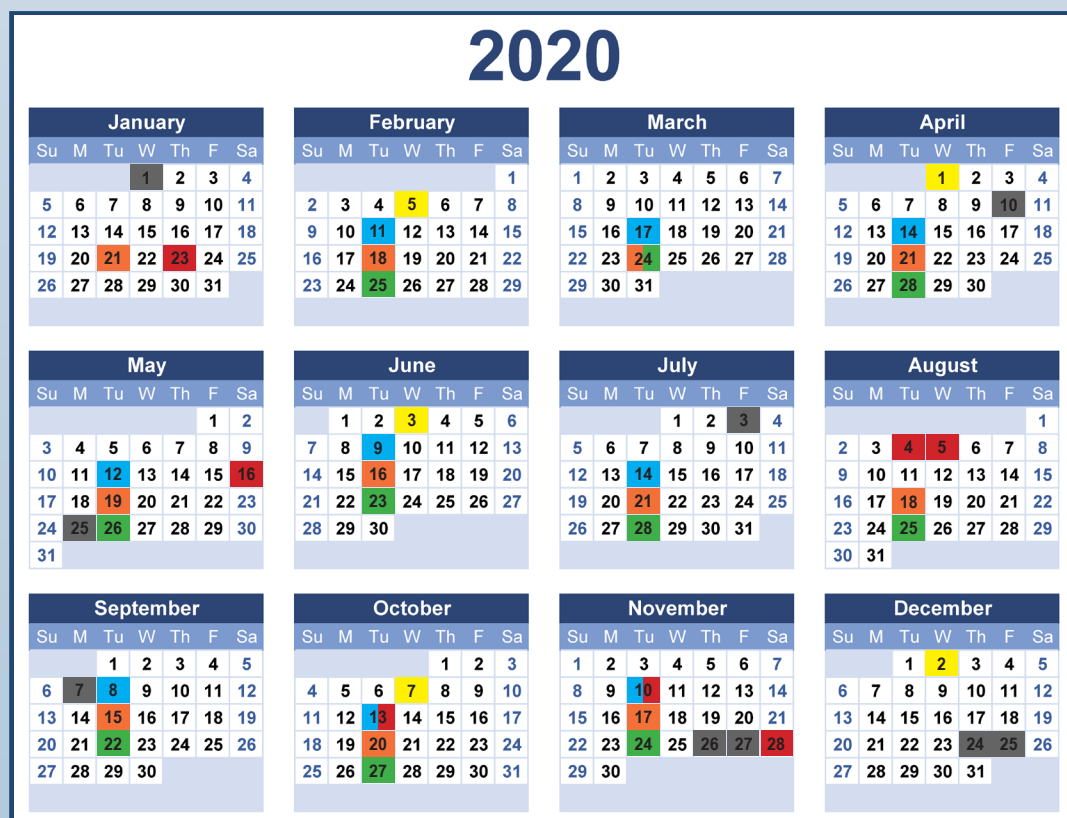 2020
January February March April
Su M Tu W Th F Sa Su M Tu W Th F Sa Su M Tu W Th F Sa Su M Tu W Th F Sa
1 2 3 4 1 1 2 3 4 5 6 7 1 2 3 4
5 6 7 8 9 10 11 2 3 4 5 6 7 8 8 9 10 11 12 13 14 5 6 7 8 9 10 11
12 13 14 15 16 17 18 9 10 11 12 13 14 15 15 16 17 18 19 20 21 12 13 14 15 16 17 18
19 20 21 22 23 24 25 16 17 18 19 20 21 22 22 23 24 25 26 27 28 19 20 21 22 23 24 25
26 27 28 29 30 31 23 24 25 26 27 28 29 29 30 31 26 27 28 29 30
May June July August
Su M Tu W Th F Sa Su M Tu W Th F Sa Su M Tu W Th F Sa Su M Tu W Th F Sa
1 2 1 2 3 4 5 6 1 2 3 4 1
3 4 5 6 7 8 9 7 8 9 10 11 12 13 5 6 7 8 9 10 11 2 3 4 5 6 7 8
10 11 12 13 14 15 16 14 15 16 17 18 19 20 12 13 14 15 16 17 18 9 10 11 12 13 14 15
17 18 19 20 21 22 23 21 22 23 24 25 26 27 19 20 21 22 23 24 25 16 17 18 19 20 21 22
24 25 26 27 28 29 30 28 29 30 26 27 28 29 30 31 23 24 25 26 27 28 29
31 30 31
September October November December
Su M Tu W Th F Sa Su M Tu W Th F Sa Su M Tu W Th F Sa Su M Tu W Th F Sa
1 2 3 4 5 1 2 3 1 2 3 4 5 6 7 1 2 3 4 5
6 7 8 9 10 11 12 4 5 6 7 8 9 10 8 9 10 11 12 13 14 6 7 8 9 10 11 12
13 14 15 16 17 18 19 11 12 13 14 15 16 17 15 16 17 18 19 20 21 13 14 15 16 17 18 19
20 21 22 23 24 25 26 18 19 20 21 22 23 24 22 23 24 25 26 27 28 20 21 22 23 24 25 26
27 28 29 30 25 26 27 28 29 30 31 29 30 27 28 29 30 31